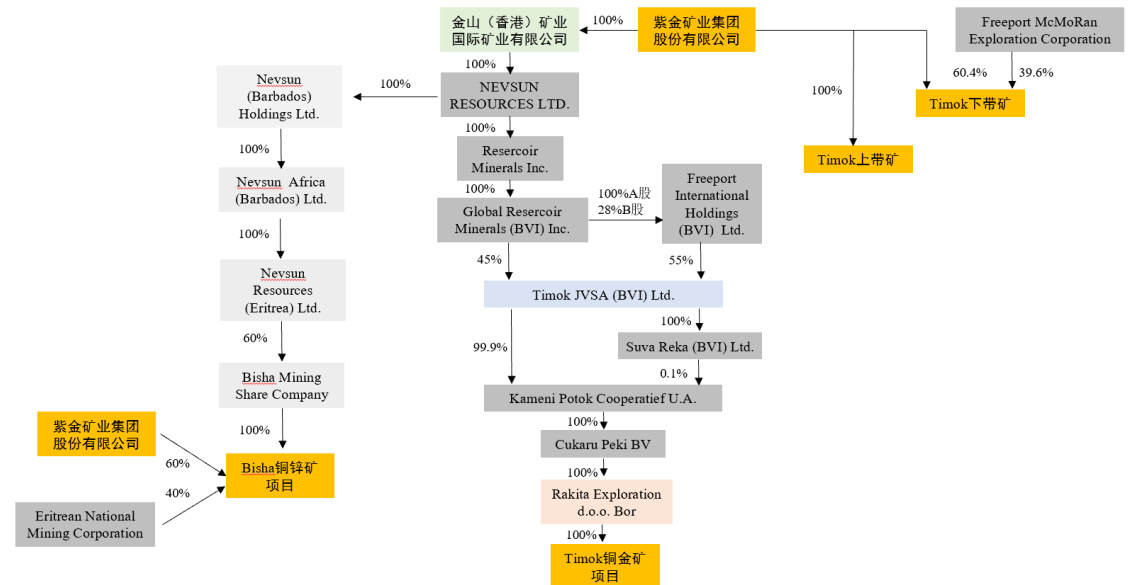 金山（香港）矿业
国际矿业有限公司
100%
紫金矿业集团
股份有限公司
Freeport McMoRan
Exploration Corporation
100%
60.4%
39.6%
Timok下带矿
100%
Timok上带矿
Nevsun
(Barbados)
Holdings Ltd.
100%
NEVSUN
RESOURCES LTD.
100%
Resercoir
Minerals Inc.
100%
Nevsun Africa
(Barbados) Ltd.
100%
Global Resercoir
Minerals (BVI) Inc.
100%A股
28%B股
Freeport
International
Holdings
(BVI) Ltd.
100%
45%
55%
Nevsun
Resources
(Eritrea) Ltd.
Timok JVSA (BVI) Ltd.
60%
99.9%
100%
Suva Reka (BVI) Ltd.
0.1%
Bisha Mining
Share Company
Kameni Potok Cooperatief U.A.
100%
100%
紫金矿业集团
股份有限公司
60%
Bisha铜锌矿
项目
40%
Eritrean National
Mining Corporation
Cukaru Peki BV
100%
Rakita Exploration
d.o.o. Bor
100%
Timok铜金矿
项目